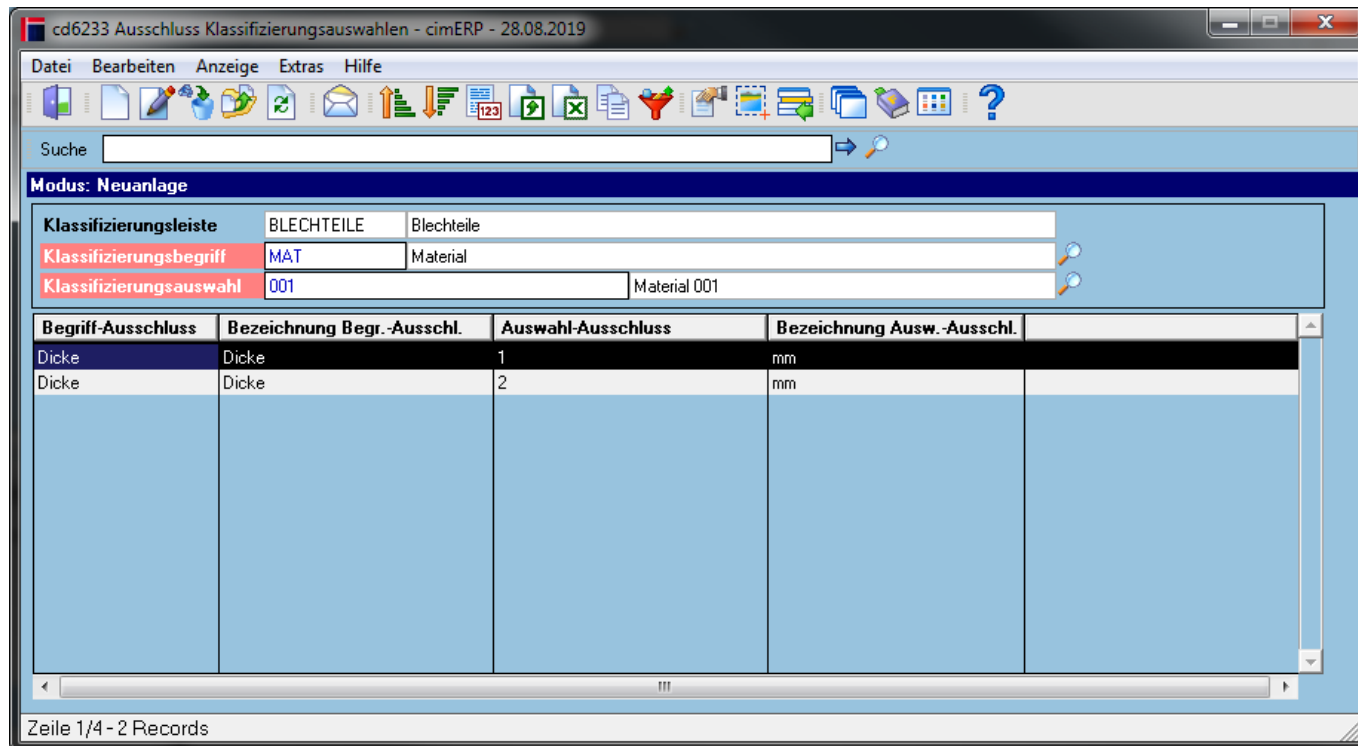 cd6233 Ausschluss Klassifizierungsauswahlen - cimERP - 28.08.2019
Datei Bearbeiten Anzeige Extras Hilfe
123
Suche
Modus: Neuanlage
Klassifizierungsleiste BLECHTEILE Blechteile
Klassifizierungsbegriff MAT Material
Klassifizierungsauswahl 001 Material 001
Begriff-Ausschluss Bezeichnung Begr.-Ausschl. Auswahl-Ausschluss Bezeichnung Ausw.-Ausschl.
Dicke Dicke 1 mm
Dicke Dicke 2 mm
Zeile 1/4 - 2 Records